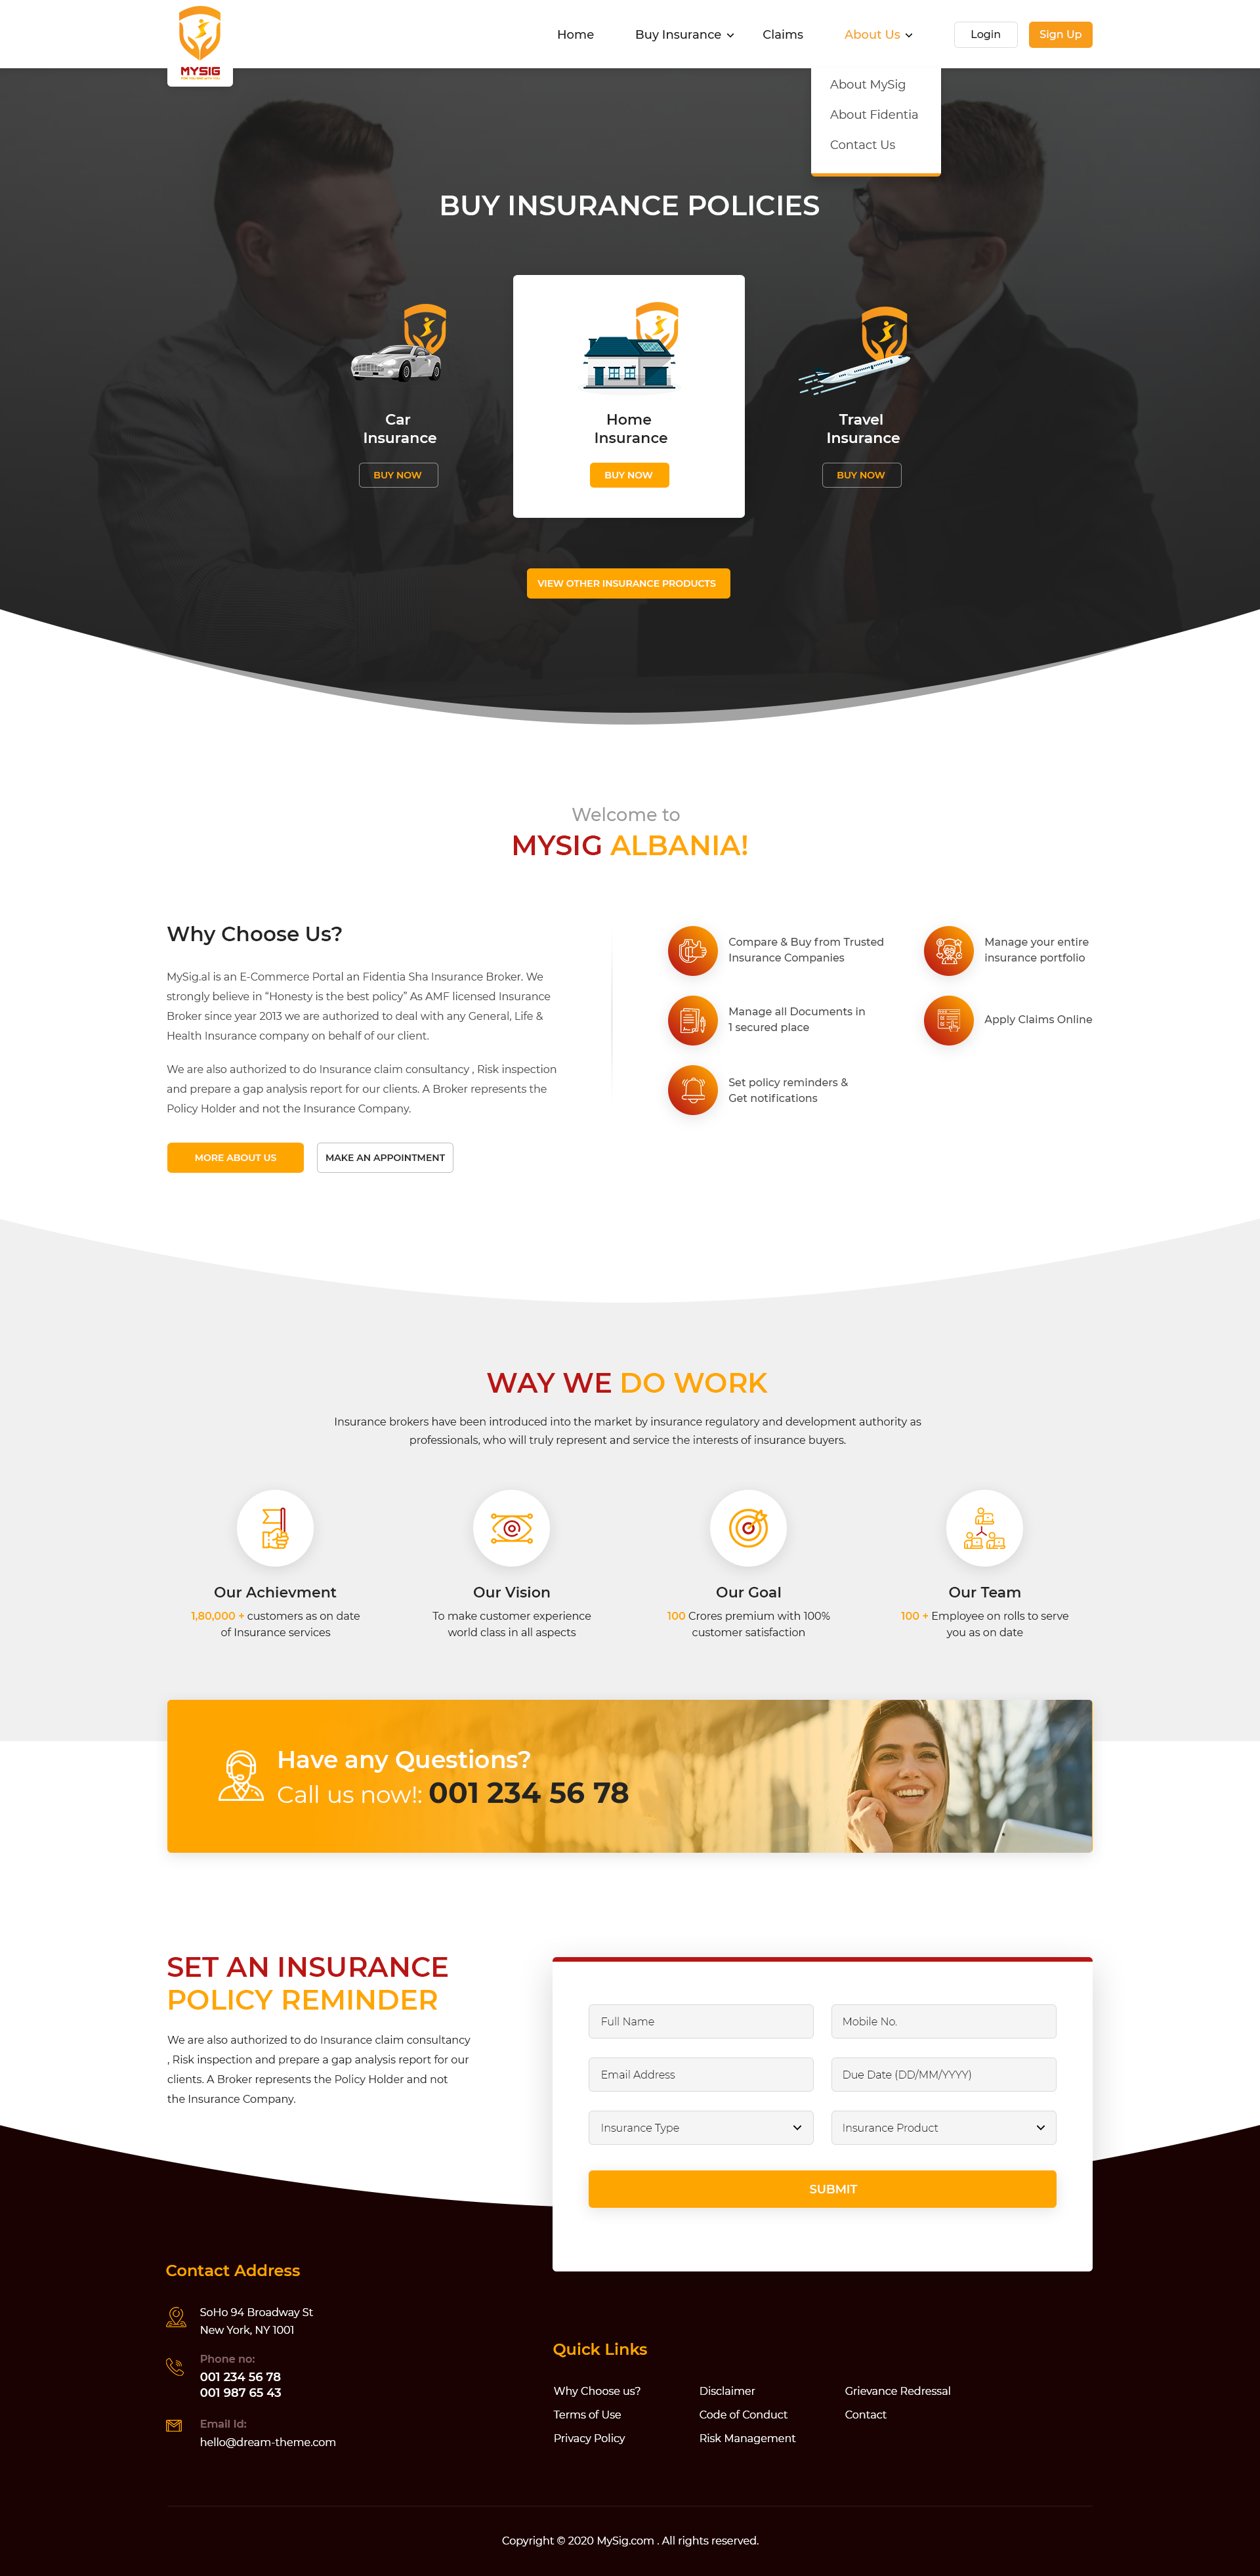 MYSIG
Home
Buy Insurance
Claims
About Us
Login
Sign Up
About MySig
About Fidentia
Contact Us
BUY INSURANCE POLICIES
Car
Insurance
BUY NOW
Home
Insurance
BUY NOW
Travel
Insurance
BUY NOW
VIEW OTHER INSURANCE PRODUCTS
Welcome to
MYSIG ALBANIA!
Why Choose Us?
MySig.al is an E-Commerce Portal an Fidentia Sha Insurance Broker. We
strongly believe in “Honesty is the best policy” As AMF licensed Insurance
Broker since year 2013 we are authorized to deal with any General, Life &
Health Insurance company on behalf of our client.
We are also authorized to do Insurance claim consultancy , Risk inspection
and prepare a gap analysis report for our clients. A Broker represents the
Policy Holder and not the Insurance Company.
MORE ABOUT US
MAKE AN APPOINTMENT
Compare & Buy from Trusted
Insurance Companies
Manage your entire
insurance portfolio
Manage all Documents in
1 secured place
Apply Claims Online
Set policy reminders &
Get notifications
WAY WE DO WORK
Insurance brokers have been introduced into the market by insurance regulatory and development authority as
professionals, who will truly represent and service the interests of insurance buyers.
Our Achievment
1,80,000 + customers as on date
of Insurance services
Our Vision
To make customer experience
world class in all aspects
Our Goal
100 Crores premium with 100%
customer satisfaction
Our Team
100 + Employee on rolls to serve
you as on date
Have any Questions?
Call us now!: 001 234 56 78
SET AN INSURANCE
POLICY REMINDER
We are also authorized to do Insurance claim consultancy
, Risk inspection and prepare a gap analysis report for our
clients. A Broker represents the Policy Holder and not
the Insurance Company.
Full Name
Mobile No.
Email Address
Due Date (DD/MM/YYYY)
Insurance Type
Insurance Product
SUBMIT
Contact Address
SoHo 94 Broadway St
New York, NY 1001
Phone no:
001 234 56 78
001 987 65 43
Email Id:
hello@dream-theme.com
Quick Links
Why Choose us?
Disclaimer
Grievance Redressal
Terms of Use
Code of Conduct
Contact
Privacy Policy
Risk Management
Copyright © 2020 MySig.com . All rights reserved.